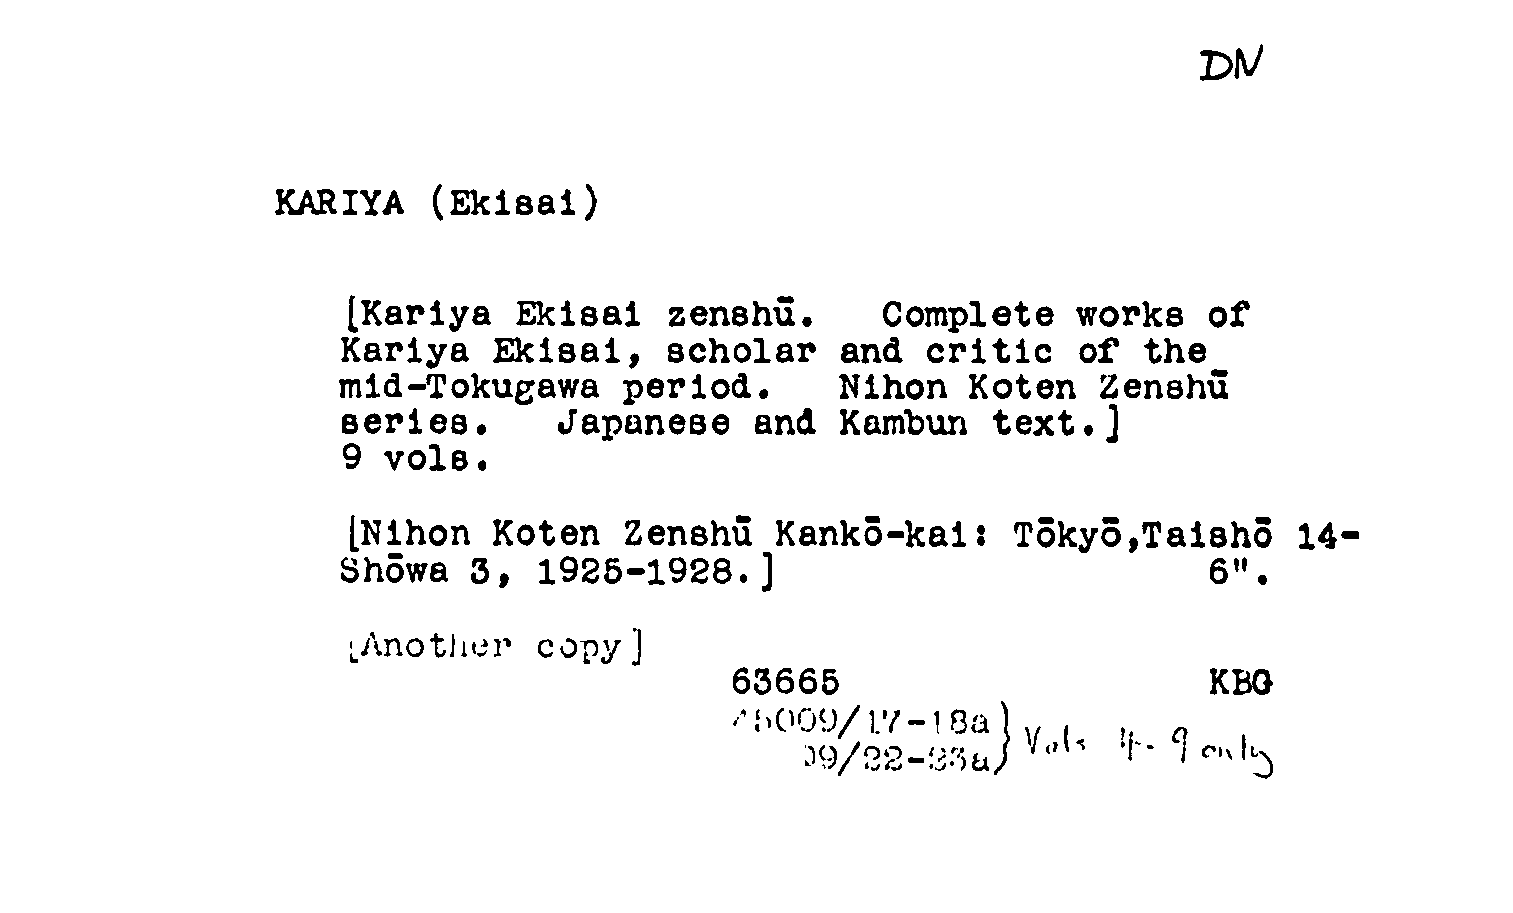 DN
KARIYA (Ekisai)
[Kariya Ekisai zenshū. Complete works of
Kariya Ekisai, scholar and critic of the
mid-Tokugawa period. Nihon Koten Zenshū
series. Japanese and Kambun text.]
9 vols.
[Nihon Koten Zenshū Kankō-kai: Tōkyō,Taishō 14-
Shōwa 3, 1925-1928.] 6".
[Another copy]
63665 KBG
/17-18a} Vols 4-9 only
09/22-23a}